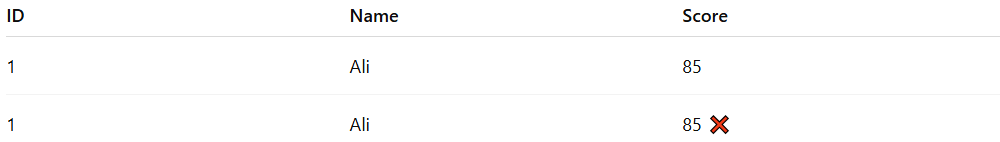 ID Name Score
1 Ali 85
1 Ali 85 ❌